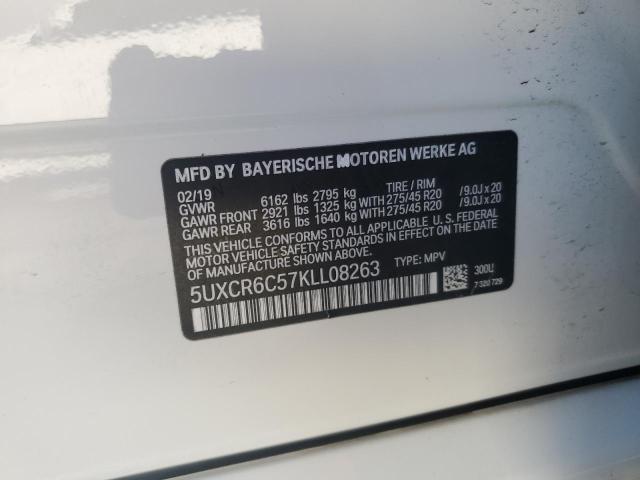 MFD BY BAYERISCHE MOTOREN WERKE AG
02/19 TIRE / RIM
GVWR 6162 lbs 2795 kg
GAWR FRONT 2921 lbs 1325 kg WITH 275/45 R20 /9.0J x 20
GAWR REAR 3616 lbs 1640 kg WITH 275/45 R20 /9.0J x 20
THIS VEHICLE CONFORMS TO ALL APPLICABLE U.S. FEDERAL
MOTOR VEHICLE SAFETY STANDARDS IN EFFECT ON THE DATE
OF MANUFACTURE SHOWN ABOVE.
5UXCR6C57KLL08263 TYPE: MPV
300U
7 320 729